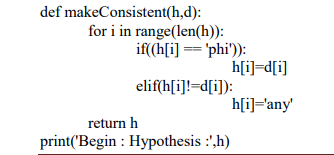 def makeConsistent(h,d):
for i in range(len(h)):
if((h[i] == 'phi')):
h[i]=d[i]
elif(h[i]!=d[i]):
h[i]='any'
return h
print('Begin : Hypothesis :',h)